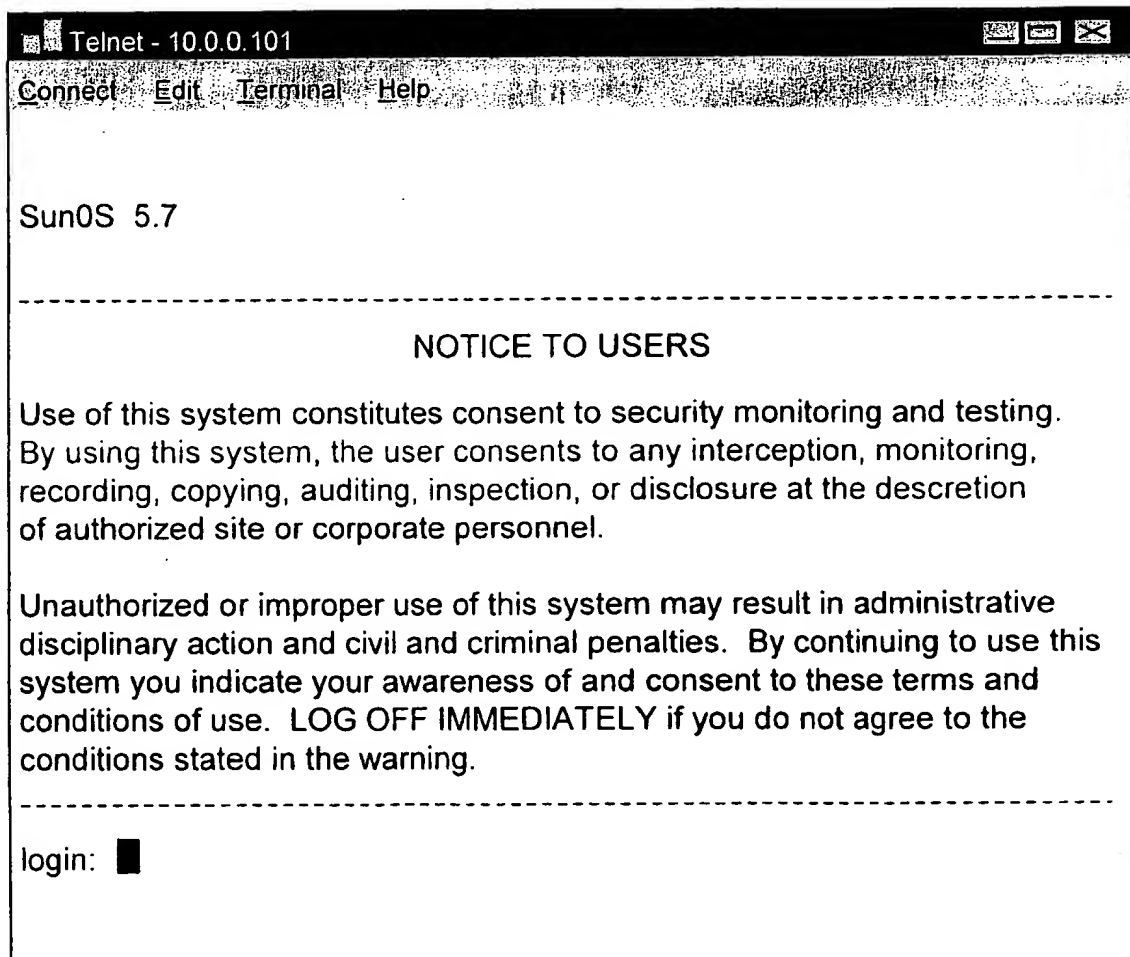 Telnet - 10.0.0.101
Connect Edit Terminal Help
SunOS 5.7
NOTICE TO USERS
Use of this system constitutes consent to security monitoring and testing.
By using this system, the user consents to any interception, monitoring,
recording, copying, auditing, inspection, or disclosure at the descretion
of authorized site or corporate personnel.
Unauthorized or improper use of this system may result in administrative
disciplinary action and civil and criminal penalties. By continuing to use this
system you indicate your awareness of and consent to these terms and
conditions of use. LOG OFF IMMEDIATELY if you do not agree to the
conditions stated in the warning.
login: